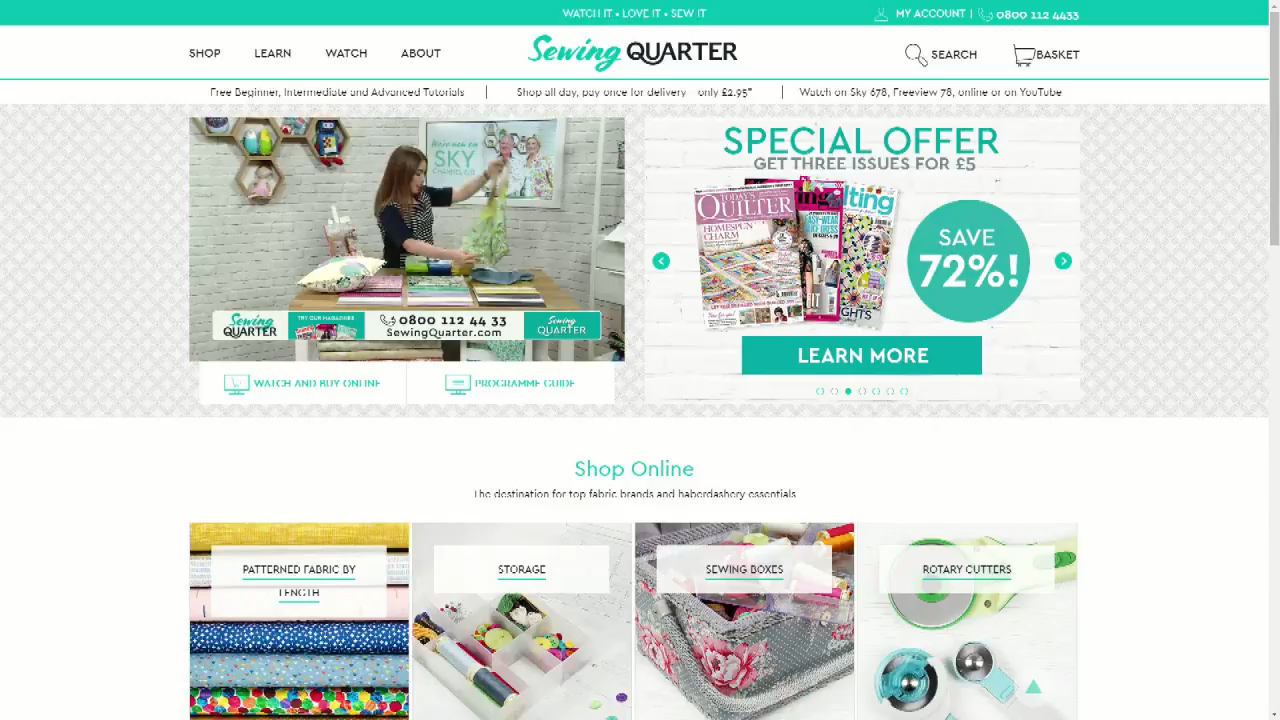 WATCH IT • LOVE IT • SEW IT
MY ACCOUNT | 0800 112 4433
SHOP LEARN WATCH ABOUT
Sewing QUARTER
SEARCH BASKET
Free Beginner, Intermediate and Advanced Tutorials | Shop all day, pay once for delivery only £2.95* | Watch on Sky 678, Freeview 78, online or on YouTube
SKY
TRY OUR MAGAZINES
Sewing QUARTER
0800 112 44 33
SewingQuarter.com
Sewing QUARTER
WATCH AND BUY ONLINE
PROGRAMME GUIDE
SPECIAL OFFER
GET THREE ISSUES FOR £5
TODAY'S
QUILTER
HOMESPUN
CHARM
SAVE
72%!
LEARN MORE
Shop Online
The destination for top fabric brands and haberdashery essentials
PATTERNED FABRIC BY
LENGTH
STORAGE
SEWING BOXES
ROTARY CUTTERS